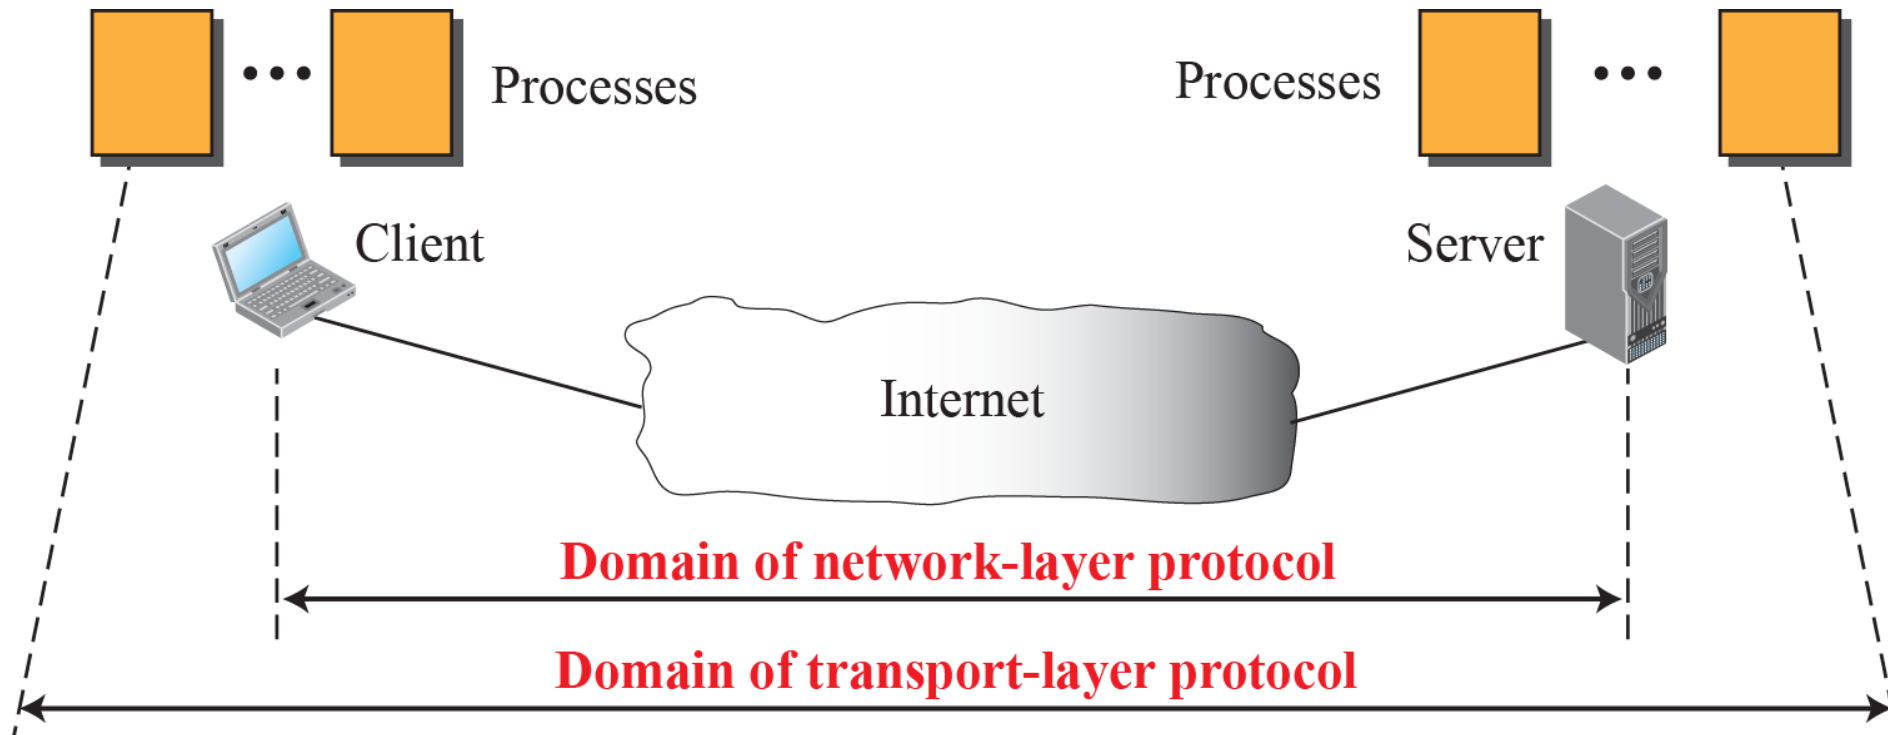 Processes
Processes
Client
Server
Internet
Domain of network-layer protocol
Domain of transport-layer protocol